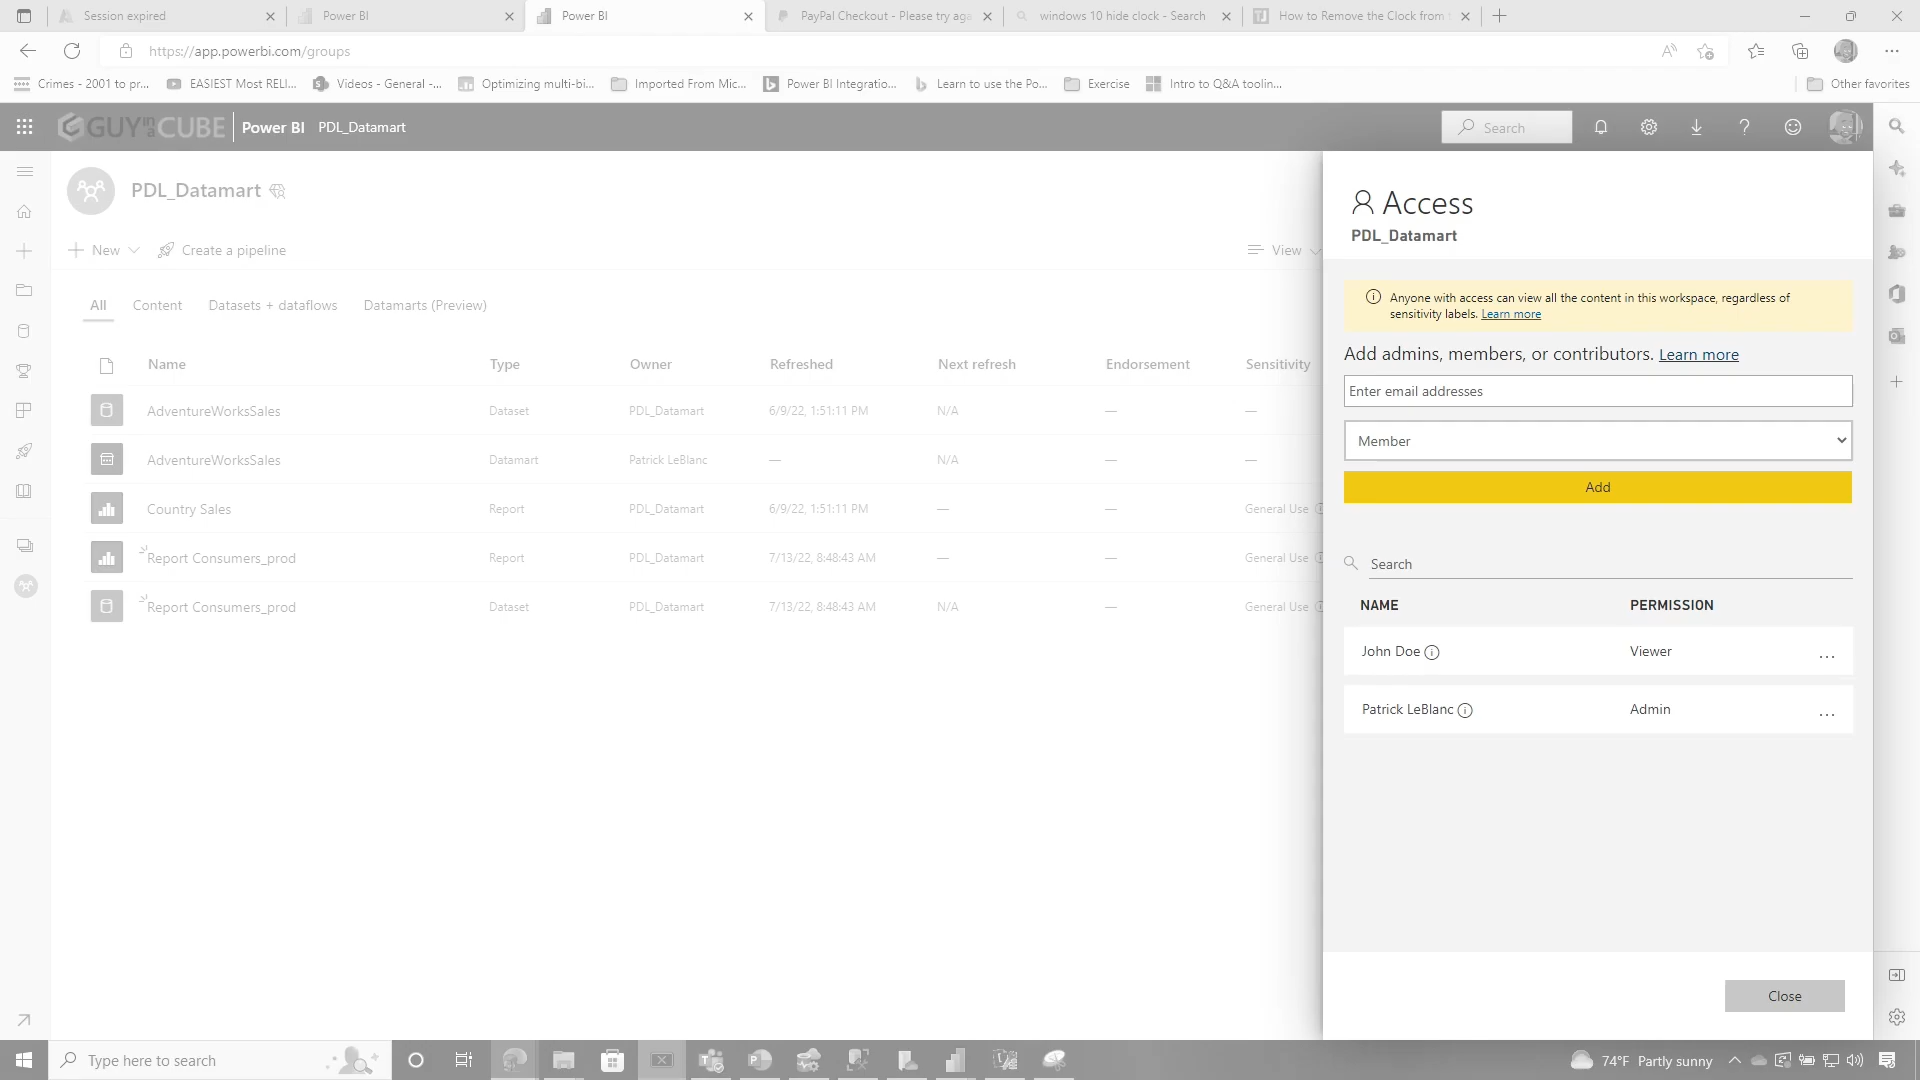 Session expired
Power BI
Power BI
PayPal Checkout - Please try aga
windows 10 hide clock - Search
How to Remove the Clock from
https://app.powerbi.com/groups
Crimes - 2001 to pr...
EASIEST Most RELI...
Videos - General -...
Optimizing multi-bi...
Imported From Mic...
Power BI Integratio...
Learn to use the Po...
Exercise
Intro to Q&A toolin...
Other favorites
GUY in a CUBE
Power BI
PDL_Datamart
Search
PDL_Datamart
New
Create a pipeline
View
All
Content
Datasets + dataflows
Datamarts (Preview)
Name Type Owner Refreshed Next refresh Endorsement Sensitivity
AdventureWorksSales Dataset PDL_Datamart 6/9/22, 1:51:11 PM N/A — —
AdventureWorksSales Datamart Patrick LeBlanc — N/A — —
Country Sales Report PDL_Datamart 6/9/22, 1:51:11 PM — — General Use
Report Consumers_prod Report PDL_Datamart 7/13/22, 8:48:43 AM — — General Use
Report Consumers_prod Dataset PDL_Datamart 7/13/22, 8:48:43 AM N/A — General Use
Access
PDL_Datamart
Anyone with access can view all the content in this workspace, regardless of
sensitivity labels. Learn more
Add admins, members, or contributors. Learn more
Enter email addresses
Member
Add
Search
NAME PERMISSION
John Doe Viewer ...
Patrick LeBlanc Admin ...
Close
Type here to search
74°F Partly sunny